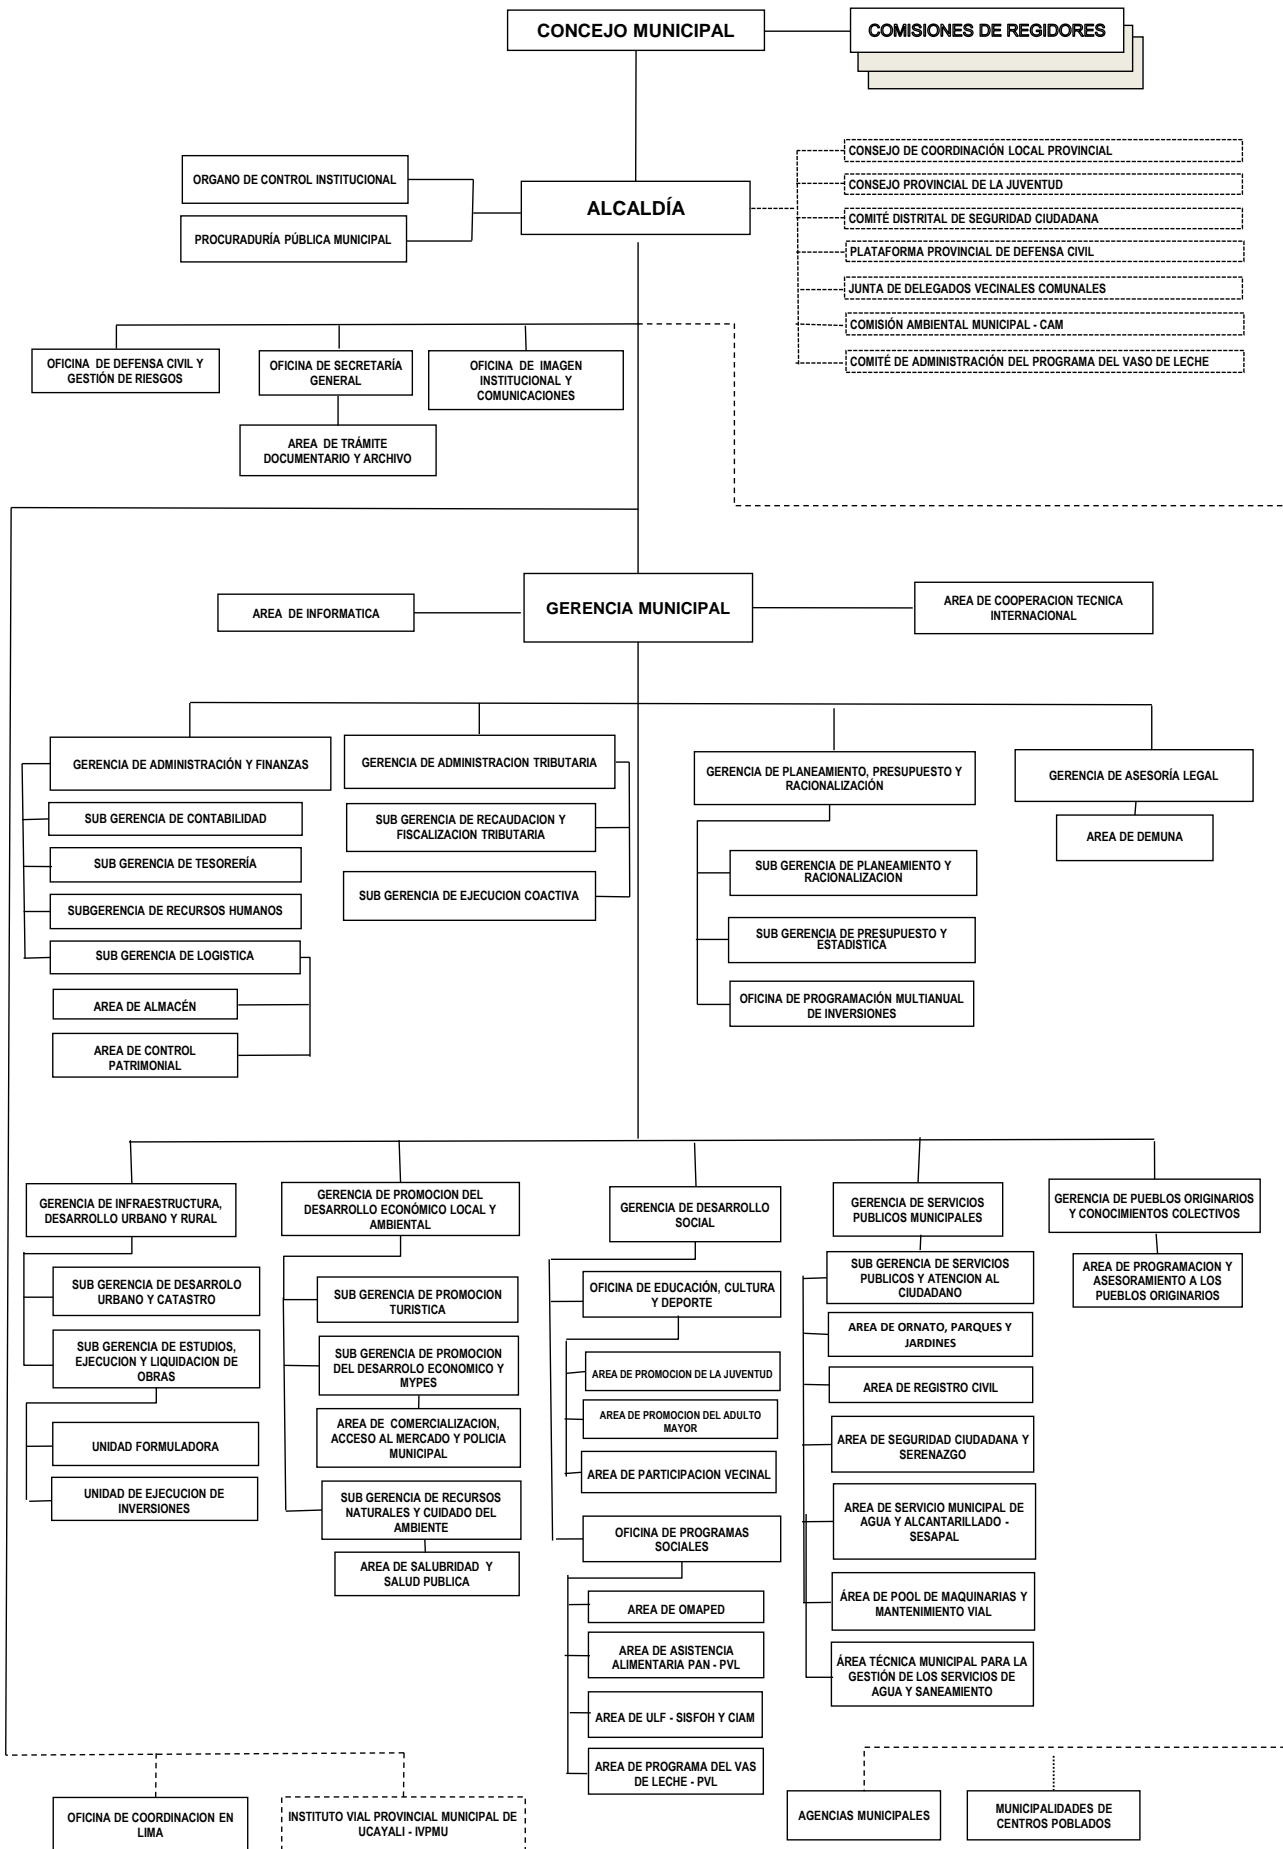 CONCEJO MUNICIPAL
COMISIONES DE REGIDORES
CONSEJO DE COORDINACIÓN LOCAL PROVINCIAL
CONSEJO PROVINCIAL DE LA JUVENTUD
COMITÉ DISTRITAL DE SEGURIDAD CIUDADANA
PLATAFORMA PROVINCIAL DE DEFENSA CIVIL
JUNTA DE DELEGADOS VECINALES COMUNALES
COMISIÓN AMBIENTAL MUNICIPAL - CAM
COMITÉ DE ADMINISTRACIÓN DEL PROGRAMA DEL VASO DE LECHE
ORGANO DE CONTROL INSTITUCIONAL
PROCURADURÍA PÚBLICA MUNICIPAL
ALCALDÍA
OFICINA DE DEFENSA CIVIL Y
GESTIÓN DE RIESGOS
OFICINA DE SECRETARÍA
GENERAL
OFICINA DE IMAGEN
INSTITUCIONAL Y
COMUNICACIONES
AREA DE TRÁMITE
DOCUMENTARIO Y ARCHIVO
AREA DE INFORMATICA
GERENCIA MUNICIPAL
AREA DE COOPERACION TECNICA
INTERNACIONAL
GERENCIA DE ADMINISTRACIÓN Y FINANZAS
SUB GERENCIA DE CONTABILIDAD
SUB GERENCIA DE TESORERÍA
SUBGERENCIA DE RECURSOS HUMANOS
SUB GERENCIA DE LOGISTICA
AREA DE ALMACÉN
AREA DE CONTROL
PATRIMONIAL
GERENCIA DE ADMINISTRACION TRIBUTARIA
SUB GERENCIA DE RECAUDACION Y
FISCALIZACION TRIBUTARIA
SUB GERENCIA DE EJECUCION COACTIVA
GERENCIA DE PLANEAMIENTO, PRESUPUESTO Y
RACIONALIZACIÓN
SUB GERENCIA DE PLANEAMIENTO Y
RACIONALIZACION
SUB GERENCIA DE PRESUPUESTO Y
ESTADISTICA
OFICINA DE PROGRAMACIÓN MULTIANUAL
DE INVERSIONES
GERENCIA DE ASESORÍA LEGAL
AREA DE DEMUNA
GERENCIA DE INFRAESTRUCTURA,
DESARROLLO URBANO Y RURAL
SUB GERENCIA DE DESARROLO
URBANO Y CATASTRO
SUB GERENCIA DE ESTUDIOS,
EJECUCION Y LIQUIDACION DE
OBRAS
UNIDAD FORMULADORA
UNIDAD DE EJECUCION DE
INVERSIONES
GERENCIA DE PROMOCION DEL
DESARROLLO ECONÓMICO LOCAL Y
AMBIENTAL
SUB GERENCIA DE PROMOCION
TURISTICA
SUB GERENCIA DE PROMOCION
DEL DESARROLO ECONOMICO Y
MYPES
AREA DE COMERCIALIZACION,
ACCESO AL MERCADO Y POLICIA
MUNICIPAL
SUB GERENCIA DE RECURSOS
NATURALES Y CUIDADO DEL
AMBIENTE
AREA DE SALUBRIDAD Y
SALUD PUBLICA
GERENCIA DE DESARROLLO
SOCIAL
OFICINA DE EDUCACIÓN, CULTURA
Y DEPORTE
AREA DE PROMOCION DE LA JUVENTUD
AREA DE PROMOCION DEL ADULTO
MAYOR
AREA DE PARTICIPACION VECINAL
OFICINA DE PROGRAMAS
SOCIALES
AREA DE OMAPED
AREA DE ASISTENCIA
ALIMENTARIA PAN - PVL
AREA DE ULF - SISFOH Y CIAM
AREA DE PROGRAMA DEL VAS
DE LECHE - PVL
GERENCIA DE SERVICIOS
PUBLICOS MUNICIPALES
SUB GERENCIA DE SERVICIOS
PUBLICOS Y ATENCION AL
CIUDADANO
AREA DE ORNATO, PARQUES Y
JARDINES
AREA DE REGISTRO CIVIL
AREA DE SEGURIDAD CIUDADANA Y
SERENAZGO
AREA DE SERVICIO MUNICIPAL DE
AGUA Y ALCANTARILLADO -
SESAPAL
ÁREA DE POOL DE MAQUINARIAS Y
MANTENIMIENTO VIAL
ÁREA TÉCNICA MUNICIPAL PARA LA
GESTIÓN DE LOS SERVICIOS DE
AGUA Y SANEAMIENTO
GERENCIA DE PUEBLOS ORIGINARIOS
Y CONOCIMIENTOS COLECTIVOS
AREA DE PROGRAMACION Y
ASESORAMIENTO A LOS
PUEBLOS ORIGINARIOS
OFICINA DE COORDINACION EN
LIMA
INSTITUTO VIAL PROVINCIAL MUNICIPAL DE
UCAYALI - IVPMU
AGENCIAS MUNICIPALES
MUNICIPALIDADES DE
CENTROS POBLADOS